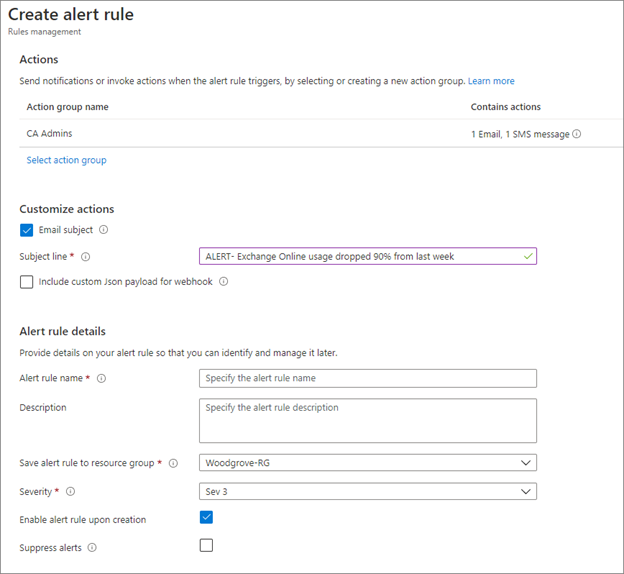 Create alert rule
Rules management
Actions
Send notifications or invoke actions when the alert rule triggers, by selecting or creating a new action group. Learn more
Action group name Contains actions
CA Admins 1 Email, 1 SMS message
Select action group
Customize actions
Email subject
Subject line * ALERT- Exchange Online usage dropped 90% from last week
Include custom Json payload for webhook
Alert rule details
Provide details on your alert rule so that you can identify and manage it later.
Alert rule name * Specify the alert rule name
Description Specify the alert rule description
Save alert rule to resource group * Woodgrove-RG
Severity * Sev 3
Enable alert rule upon creation
Suppress alerts